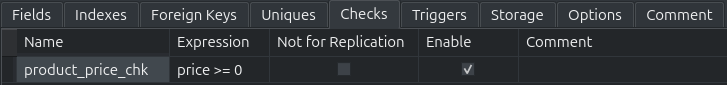 Fields Indexes Foreign Keys Uniques Checks Triggers Storage Options Comment
Name Expression Not for Replication Enable Comment
product_price_chk price >= 0